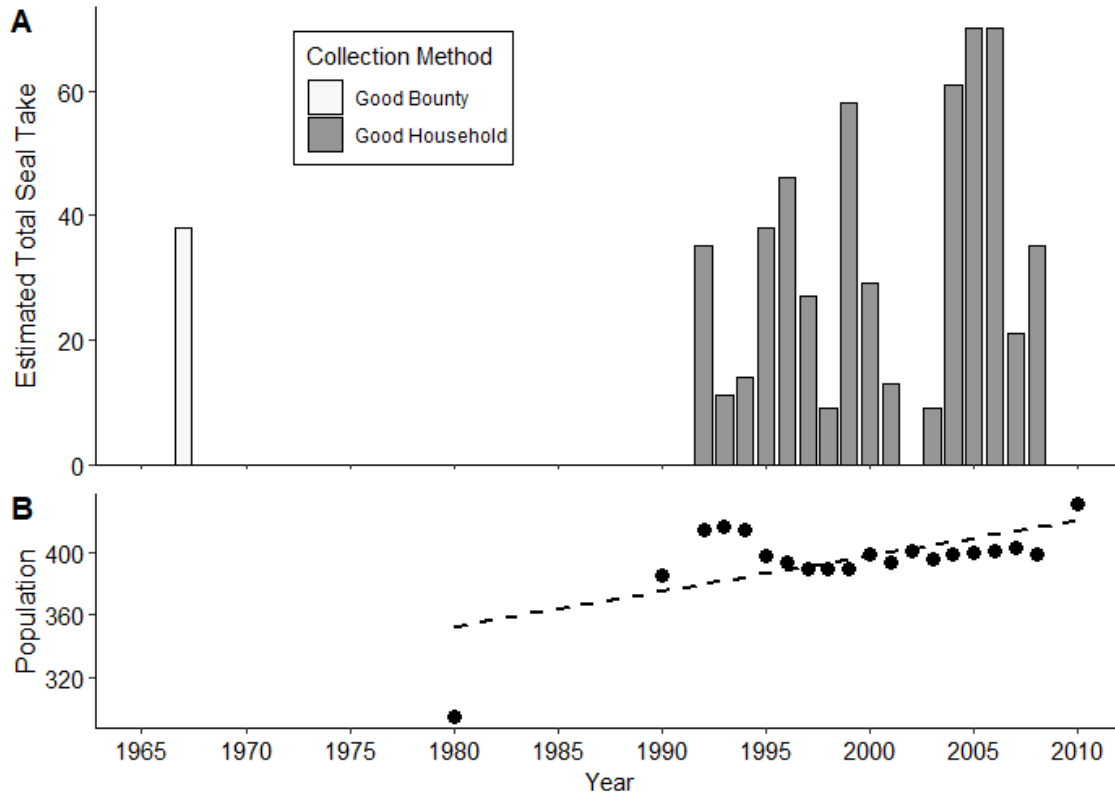 A
Estimated Total Seal Take
60
40
20
0
Collection Method
Good Bounty
Good Household
B
Population
400
360
320
1965 1970 1975 1980 1985 1990 1995 2000 2005 2010
Year